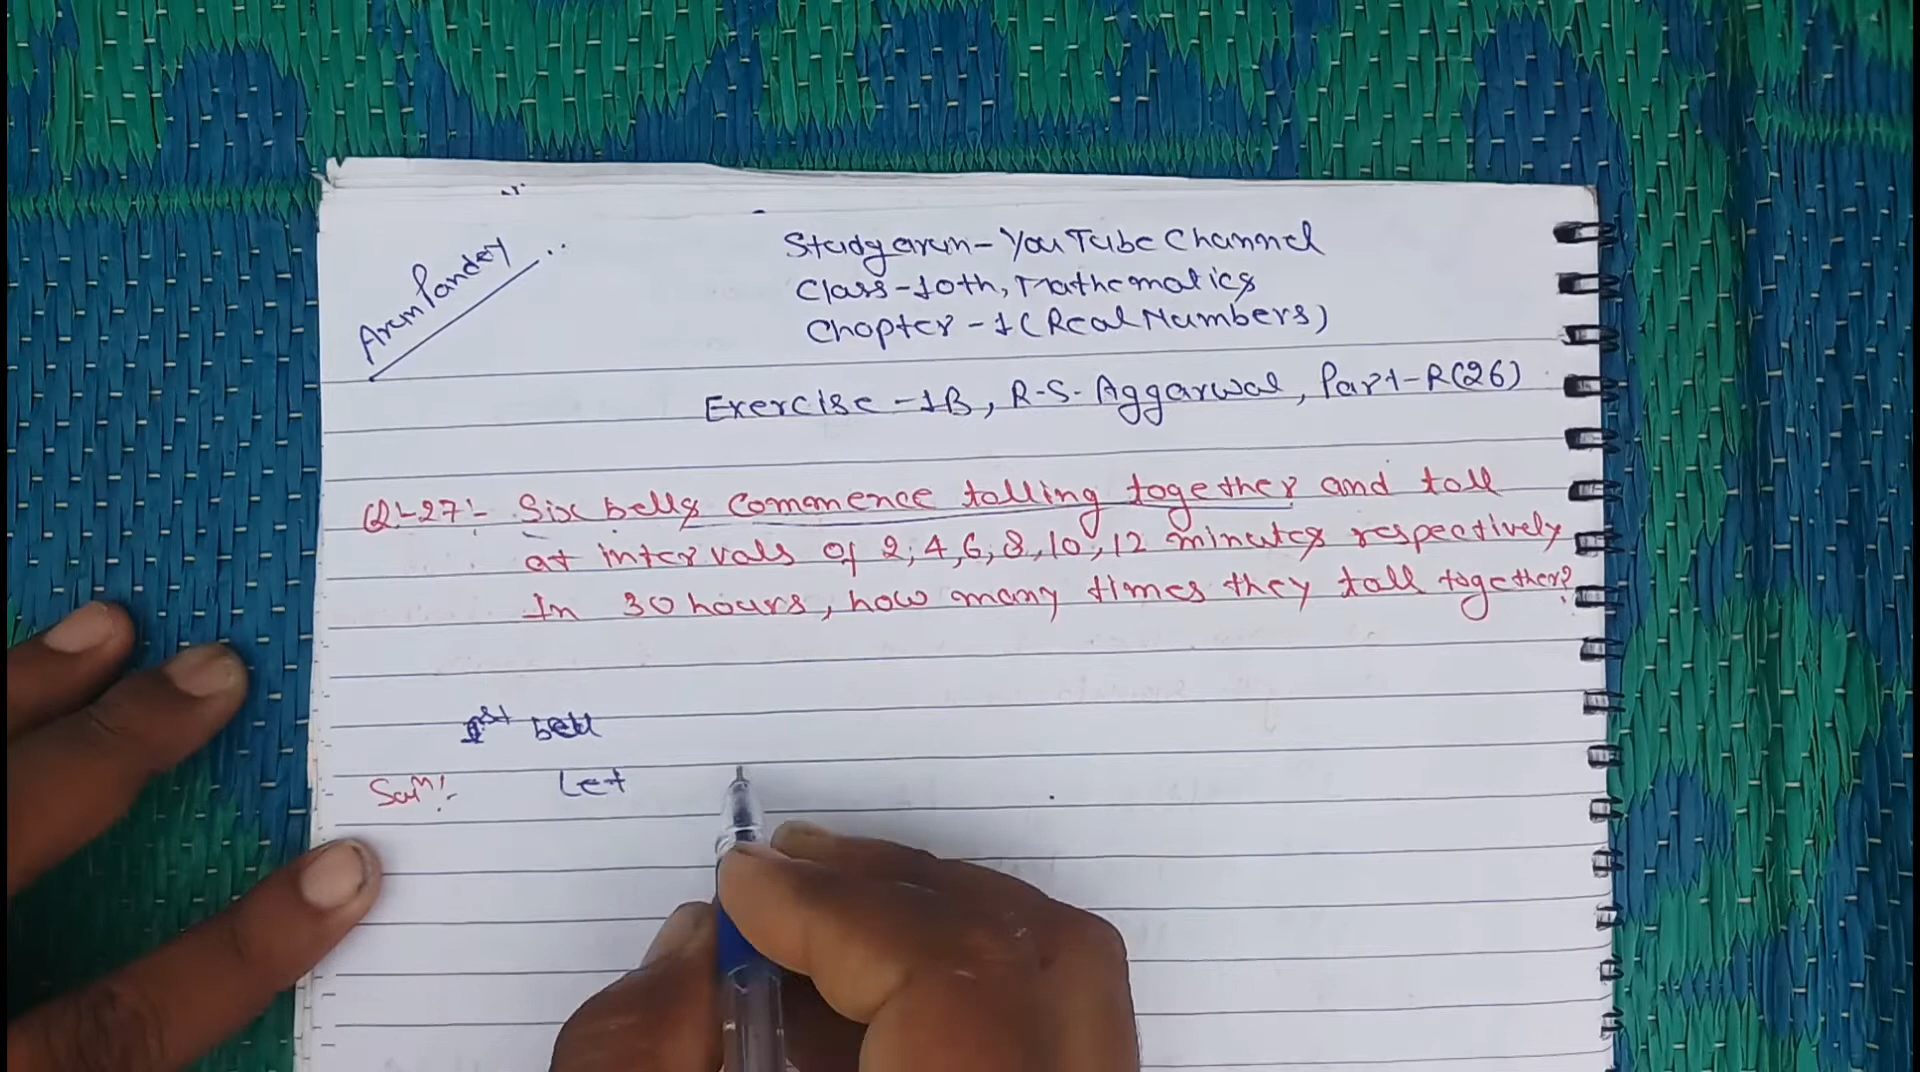 Arun Pandey
Study arun - YouTube Channel
Class - 10th, Mathematics
Chapter - 1 (Real Numbers)
Exercise - 1B, R.S. Aggarwal, Part - R(26)
Q:-27:- Six bells commence tolling together and toll
at intervals of 2, 4, 6, 8, 10, 12 minutes respectively
In 30 hours, how many times they toll together?
1st bell
Solⁿ:- Let